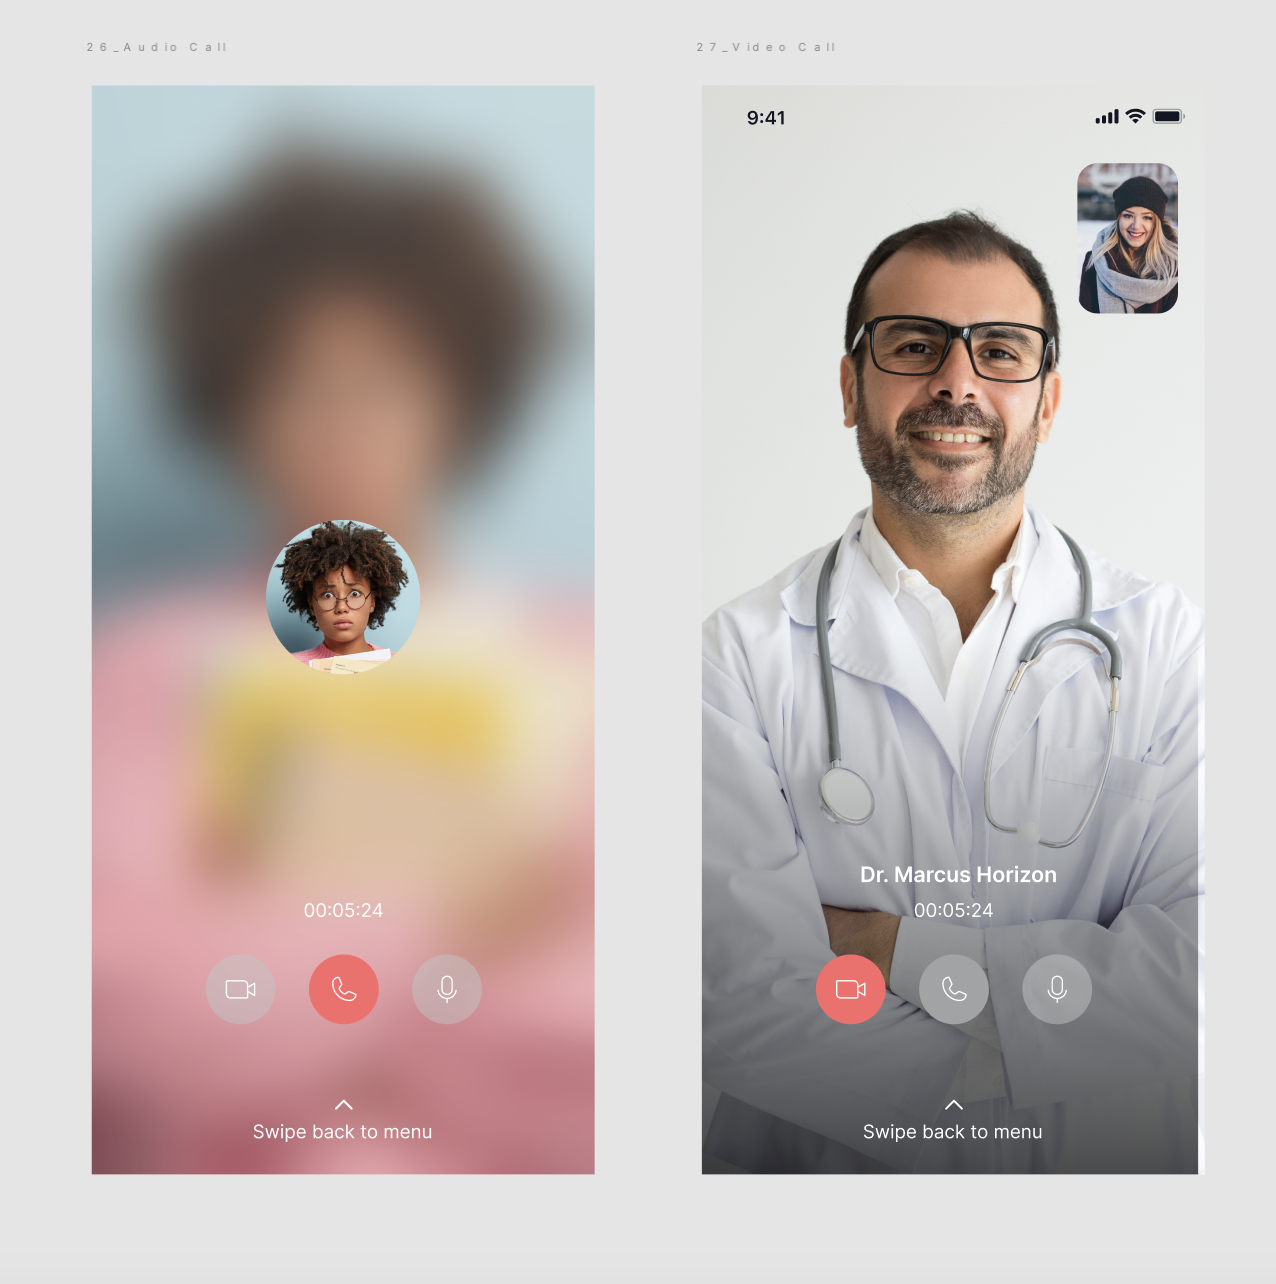 26_Audio Call
27_Video Call
9:41
00:05:24
Swipe back to menu
Dr. Marcus Horizon
00:05:24
Swipe back to menu